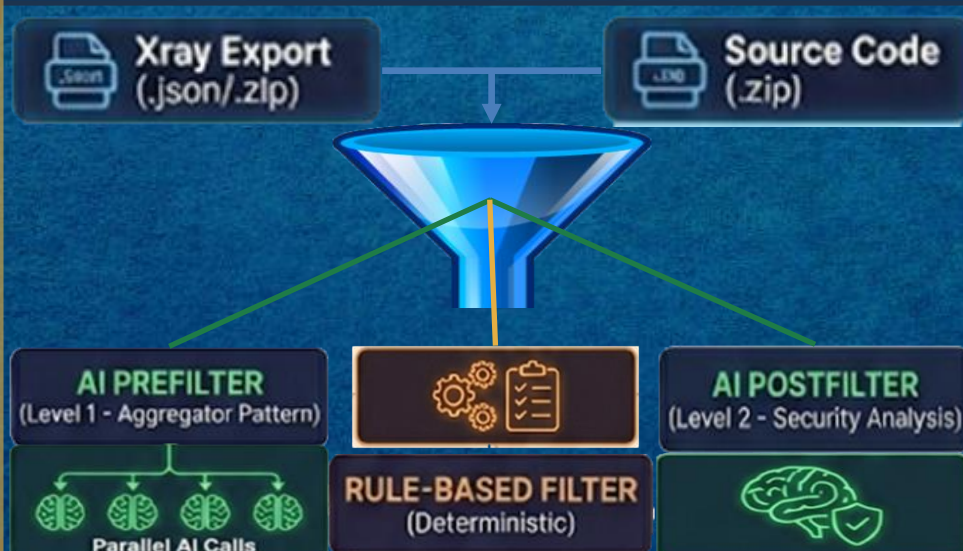 Xray Export
(.json/.zip)
Source Code
(.zip)
AI PREFILTER
(Level 1 - Aggregator Pattern)
AI POSTFILTER
(Level 2 - Security Analysis)
RULE-BASED FILTER
(Deterministic)
Parallel AI Calls